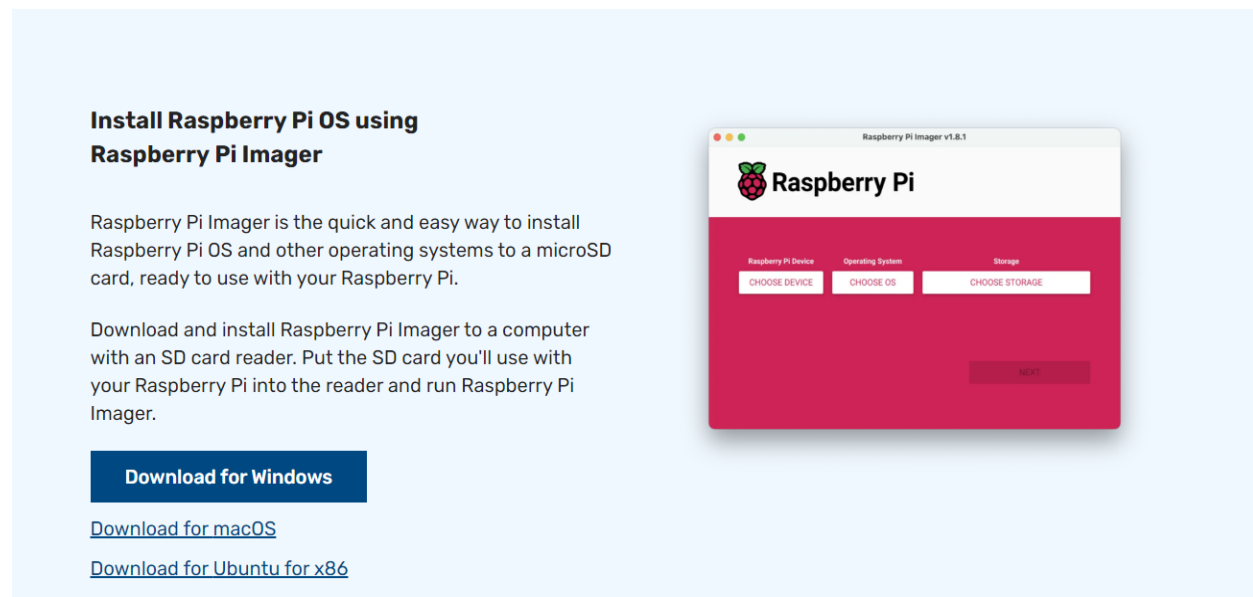 Install Raspberry Pi OS using
Raspberry Pi Imager
Raspberry Pi Imager is the quick and easy way to install
Raspberry Pi OS and other operating systems to a microSD
card, ready to use with your Raspberry Pi.
Download and install Raspberry Pi Imager to a computer
with an SD card reader. Put the SD card you'll use with
your Raspberry Pi into the reader and run Raspberry Pi
Imager.
Download for Windows
Download for macOS
Download for Ubuntu for x86
Raspberry Pi Imager v1.8.1
Raspberry Pi
Raspberry Pi Device Operating System Storage
CHOOSE DEVICE CHOOSE OS CHOOSE STORAGE
NEXT